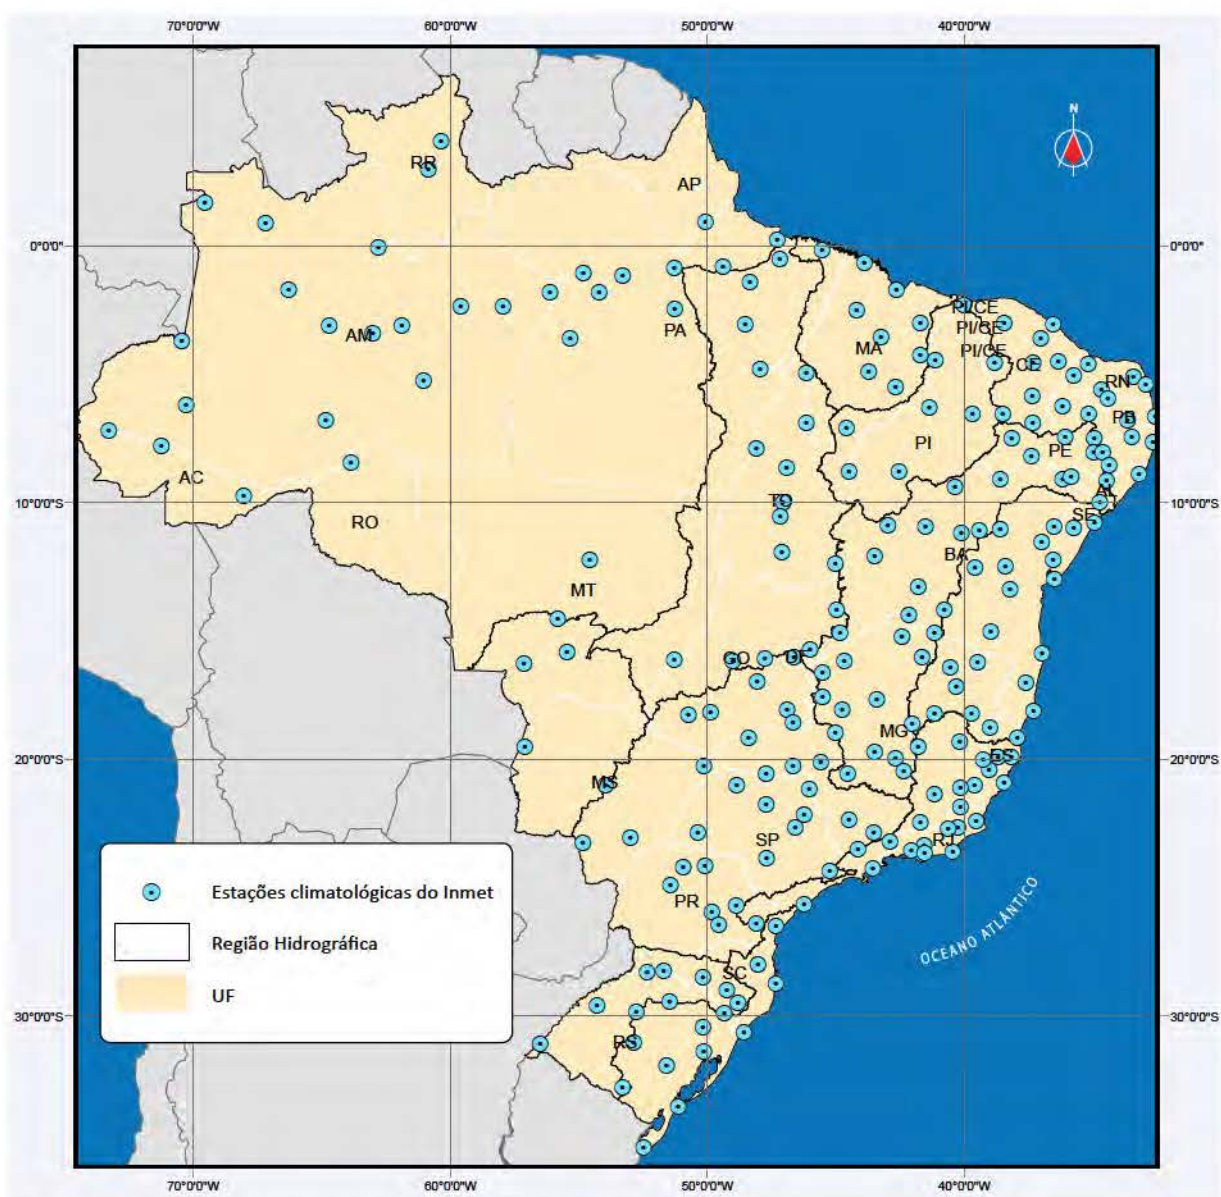 70°0'0"W 60°0'0"W 50°0'0"W 40°0'0"W
N
RR
AP
0°0'0" 0°0'0"
PI/CE
PI/CE
AM PA
MA PI/CE
CE
RN
PB
PI PE
AC
AL
10°0'0"S TO 10°0'0"S
SE
RO
BA
MT
GO DF
MG
ES
20°0'0"S 20°0'0"S
MS
SP RJ
Estações climatológicas do Inmet
PR
Região Hidrográfica
OCEANO ATLÂNTICO
SC
UF
30°0'0"S 30°0'0"S
RS
70°0'0"W 60°0'0"W 50°0'0"W 40°0'0"W